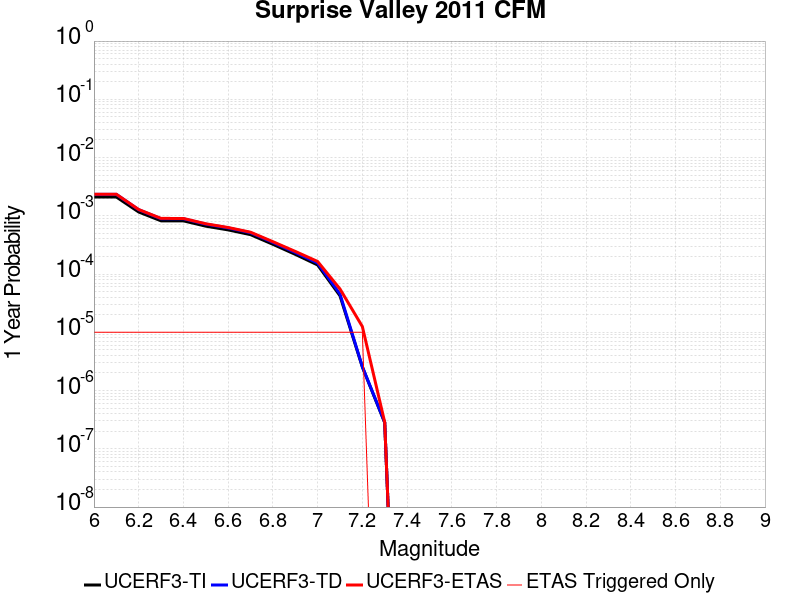 Surprise Valley 2011 CFM
10^0
10^-1
10^-2
10^-3
10^-4
10^-5
10^-6
10^-7
10^-8
1 Year Probability
6 6.2 6.4 6.6 6.8 7 7.2 7.4 7.6 7.8 8 8.2 8.4 8.6 8.8 9
Magnitude
UCERF3-TI UCERF3-TD UCERF3-ETAS ETAS Triggered Only